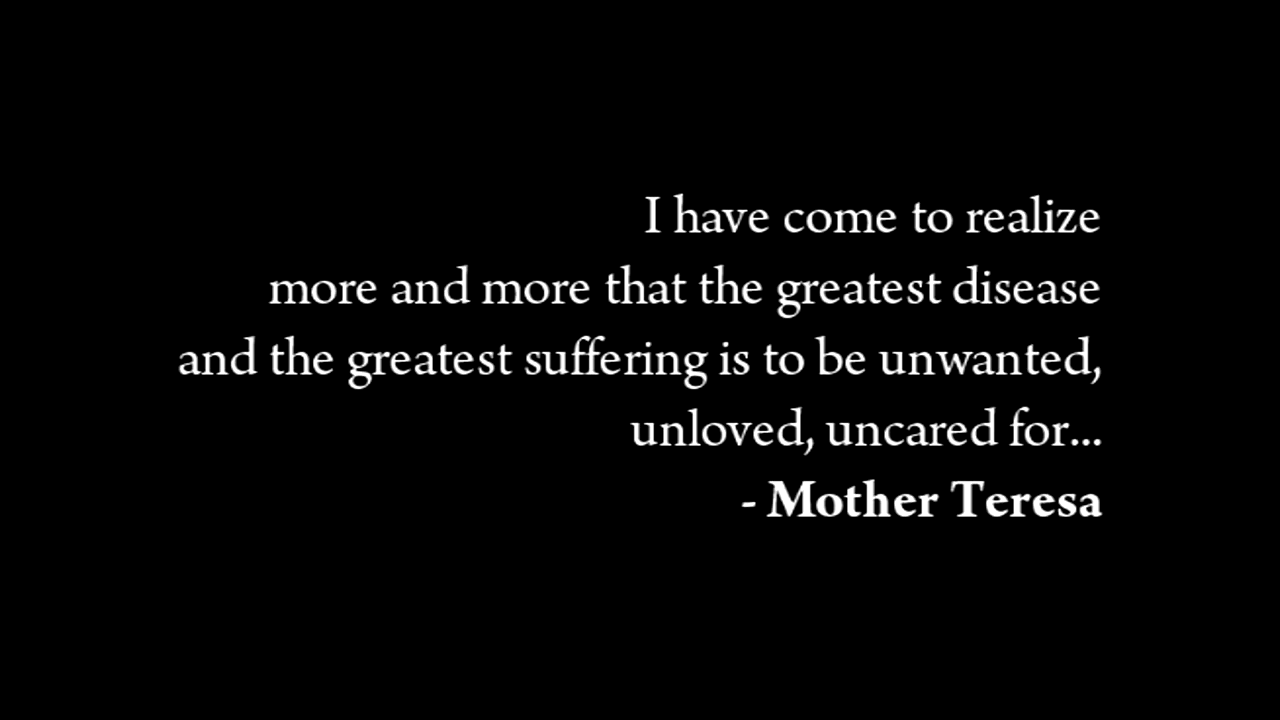 I have come to realize
more and more that the greatest disease
and the greatest suffering is to be unwanted,
unloved, uncared for...
- Mother Teresa